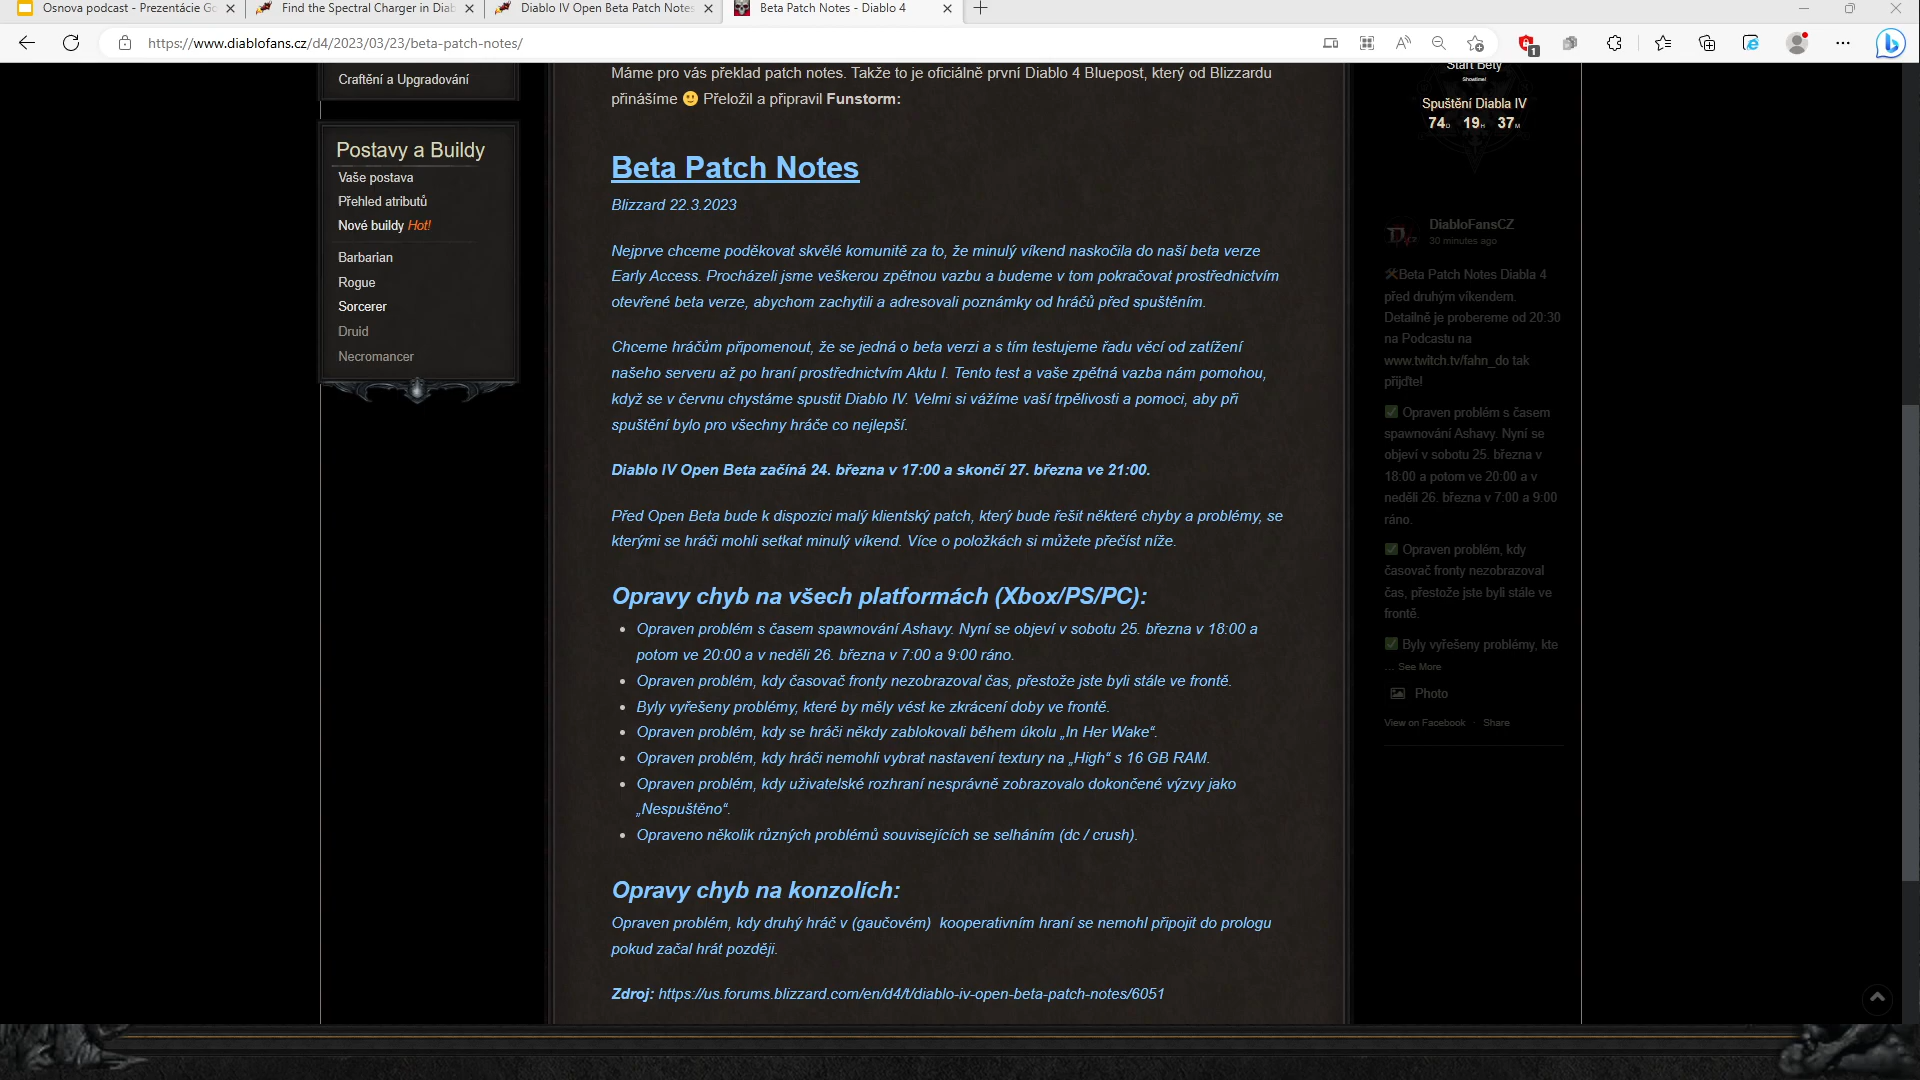 Osnova podcast - Prezentácie Go
Find the Spectral Charger in Diab
Diablo IV Open Beta Patch Notes
Beta Patch Notes - Diablo 4
https://www.diablofans.cz/d4/2023/03/23/beta-patch-notes/
1
Craftění a Upgradování
Postavy a Buildy
Vaše postava
Přehled atributů
Nové buildy Hot!
Barbarian
Rogue
Sorcerer
Druid
Necromancer
Máme pro vás překlad patch notes. Takže to je oficiálně první Diablo 4 Bluepost, který od Blizzardu
přinášíme 🙂 Přeložil a připravil Funstorm:
Beta Patch Notes
Blizzard 22.3.2023
Nejprve chceme poděkovat skvělé komunitě za to, že minulý víkend naskočila do naší beta verze
Early Access. Procházeli jsme veškerou zpětnou vazbu a budeme v tom pokračovat prostřednictvím
otevřené beta verze, abychom zachytili a adresovali poznámky od hráčů před spuštěním.
Chceme hráčům připomenout, že se jedná o beta verzi a s tím testujeme řadu věcí od zatížení
našeho serveru až po hraní prostřednictvím Aktu I. Tento test a vaše zpětná vazba nám pomohou,
když se v červnu chystáme spustit Diablo IV. Velmi si vážíme vaší trpělivosti a pomoci, aby při
spuštění bylo pro všechny hráče co nejlepší.
Diablo IV Open Beta začíná 24. března v 17:00 a skončí 27. března ve 21:00.
Před Open Beta bude k dispozici malý klientský patch, který bude řešit některé chyby a problémy, se
kterými se hráči mohli setkat minulý víkend. Více o položkách si můžete přečíst níže.
Opravy chyb na všech platformách (Xbox/PS/PC):
• Opraven problém s časem spawnování Ashavy. Nyní se objeví v sobotu 25. března v 18:00 a
potom ve 20:00 a v neděli 26. března v 7:00 a 9:00 ráno.
• Opraven problém, kdy časovač fronty nezobrazoval čas, přestože jste byli stále ve frontě.
• Byly vyřešeny problémy, které by měly vést ke zkrácení doby ve frontě.
• Opraven problém, kdy se hráči někdy zablokovali během úkolu „In Her Wake“.
• Opraven problém, kdy hráči nemohli vybrat nastavení textury na „High“ s 16 GB RAM.
• Opraven problém, kdy uživatelské rozhraní nesprávně zobrazovalo dokončené výzvy jako
„Nespuštěno“.
• Opraveno několik různých problémů souvisejících se selháním (dc / crush).
Opravy chyb na konzolích:
Opraven problém, kdy druhý hráč v (gaučovém) kooperativním hraní se nemohl připojit do prologu
pokud začal hrát později.
Zdroj: https://us.forums.blizzard.com/en/d4/t/diablo-iv-open-beta-patch-notes/6051
Start Bety
Showtime!
Spuštění Diabla IV
74D 19H 37M
DiabloFansCZ
30 minutes ago
🛠Beta Patch Notes Diabla 4
před druhým víkendem.
Detailně je probereme od 20:30
na Podcastu na
www.twitch.tv/fahn_do tak
přijďte!
✅ Opraven problém s časem
spawnování Ashavy. Nyní se
objeví v sobotu 25. března v
18:00 a potom ve 20:00 a v
neděli 26. března v 7:00 a 9:00
ráno.
✅ Opraven problém, kdy
časovač fronty nezobrazoval
čas, přestože jste byli stále ve
frontě.
✅ Byly vyřešeny problémy, kte
... See More
Photo
View on Facebook · Share